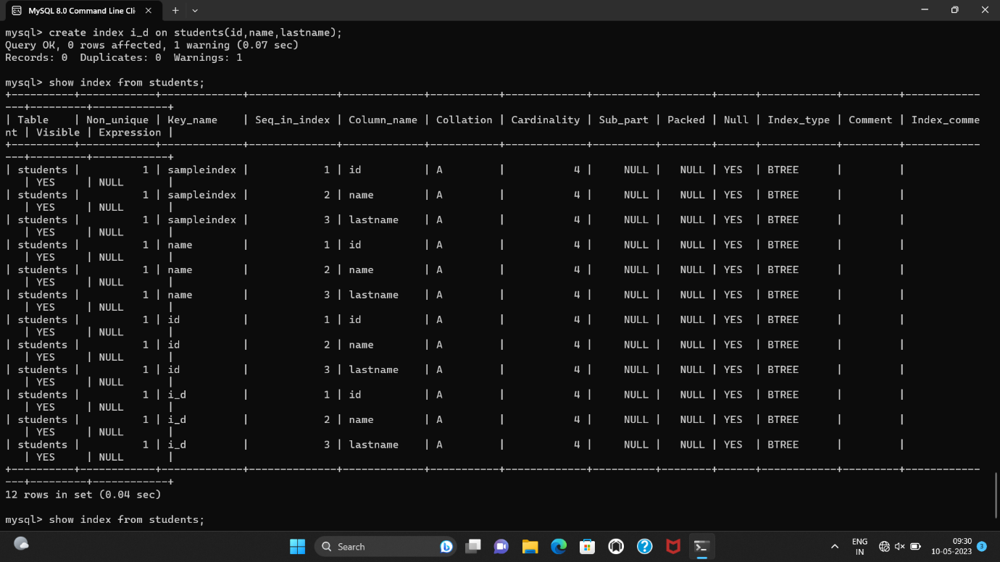 MySQL 8.0 Command Line Cli
mysql> create index i_d on students(id,name,lastname);
Query OK, 0 rows affected, 1 warning (0.07 sec)
Records: 0  Duplicates: 0  Warnings: 1
mysql> show index from students;
+----------+------------+-------------+--------------+-------------+-----------+-------------+----------+--------+------+------------+---------+------------
---+---------+------------+
| Table    | Non_unique | Key_name    | Seq_in_index | Column_name | Collation | Cardinality | Sub_part | Packed | Null | Index_type | Comment | Index_comme
nt | Visible | Expression |
+----------+------------+-------------+--------------+-------------+-----------+-------------+----------+--------+------+------------+---------+------------
---+---------+------------+
| students |          1 | sampleindex |            1 | id          | A         |           4 |     NULL |   NULL | YES  | BTREE      |         |
   | YES     | NULL       |
| students |          1 | sampleindex |            2 | name        | A         |           4 |     NULL |   NULL | YES  | BTREE      |         |
   | YES     | NULL       |
| students |          1 | sampleindex |            3 | lastname    | A         |           4 |     NULL |   NULL | YES  | BTREE      |         |
   | YES     | NULL       |
| students |          1 | name        |            1 | id          | A         |           4 |     NULL |   NULL | YES  | BTREE      |         |
   | YES     | NULL       |
| students |          1 | name        |            2 | name        | A         |           4 |     NULL |   NULL | YES  | BTREE      |         |
   | YES     | NULL       |
| students |          1 | name        |            3 | lastname    | A         |           4 |     NULL |   NULL | YES  | BTREE      |         |
   | YES     | NULL       |
| students |          1 | id          |            1 | id          | A         |           4 |     NULL |   NULL | YES  | BTREE      |         |
   | YES     | NULL       |
| students |          1 | id          |            2 | name        | A         |           4 |     NULL |   NULL | YES  | BTREE      |         |
   | YES     | NULL       |
| students |          1 | id          |            3 | lastname    | A         |           4 |     NULL |   NULL | YES  | BTREE      |         |
   | YES     | NULL       |
| students |          1 | i_d         |            1 | id          | A         |           4 |     NULL |   NULL | YES  | BTREE      |         |
   | YES     | NULL       |
| students |          1 | i_d         |            2 | name        | A         |           4 |     NULL |   NULL | YES  | BTREE      |         |
   | YES     | NULL       |
| students |          1 | i_d         |            3 | lastname    | A         |           4 |     NULL |   NULL | YES  | BTREE      |         |
   | YES     | NULL       |
+----------+------------+-------------+--------------+-------------+-----------+-------------+----------+--------+------+------------+---------+------------
---+---------+------------+
12 rows in set (0.04 sec)
mysql> show index from students;
Search
ENG
IN
09:30
10-05-2023
3